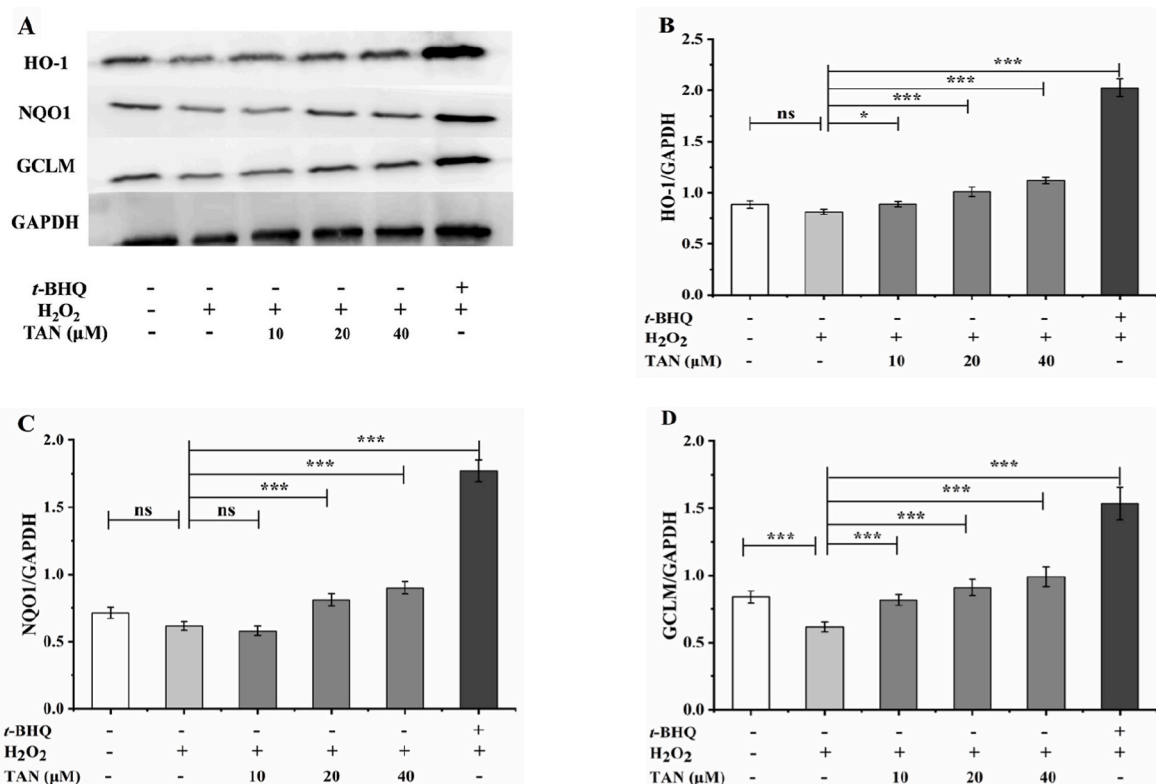 A
HO-1
NQO1
GCLM
GAPDH
t-BHQ - - - - - +
H2O2 - + + + + +
TAN (μM) - - 10 20 40 -
B
HO-1/GAPDH
2.5
2.0
1.5
1.0
0.75
0.0
ns
*
***
***
***
t-BHQ - - - - - +
H2O2 - + + + + +
TAN (μM) - - 10 20 40 -
C
NQO1/GAPDH
2.0
1.5
1.0
0.5
0.0
ns
ns
***
***
***
t-BHQ - - - - - +
H2O2 - + + + + +
TAN (μM) - - 10 20 40 -
D
GCLM/GAPDH
2.0
1.5
1.0
0.5
0.0
***
***
***
***
***
t-BHQ - - - - - +
H2O2 - + + + + +
TAN (μM) - - 10 20 40 -